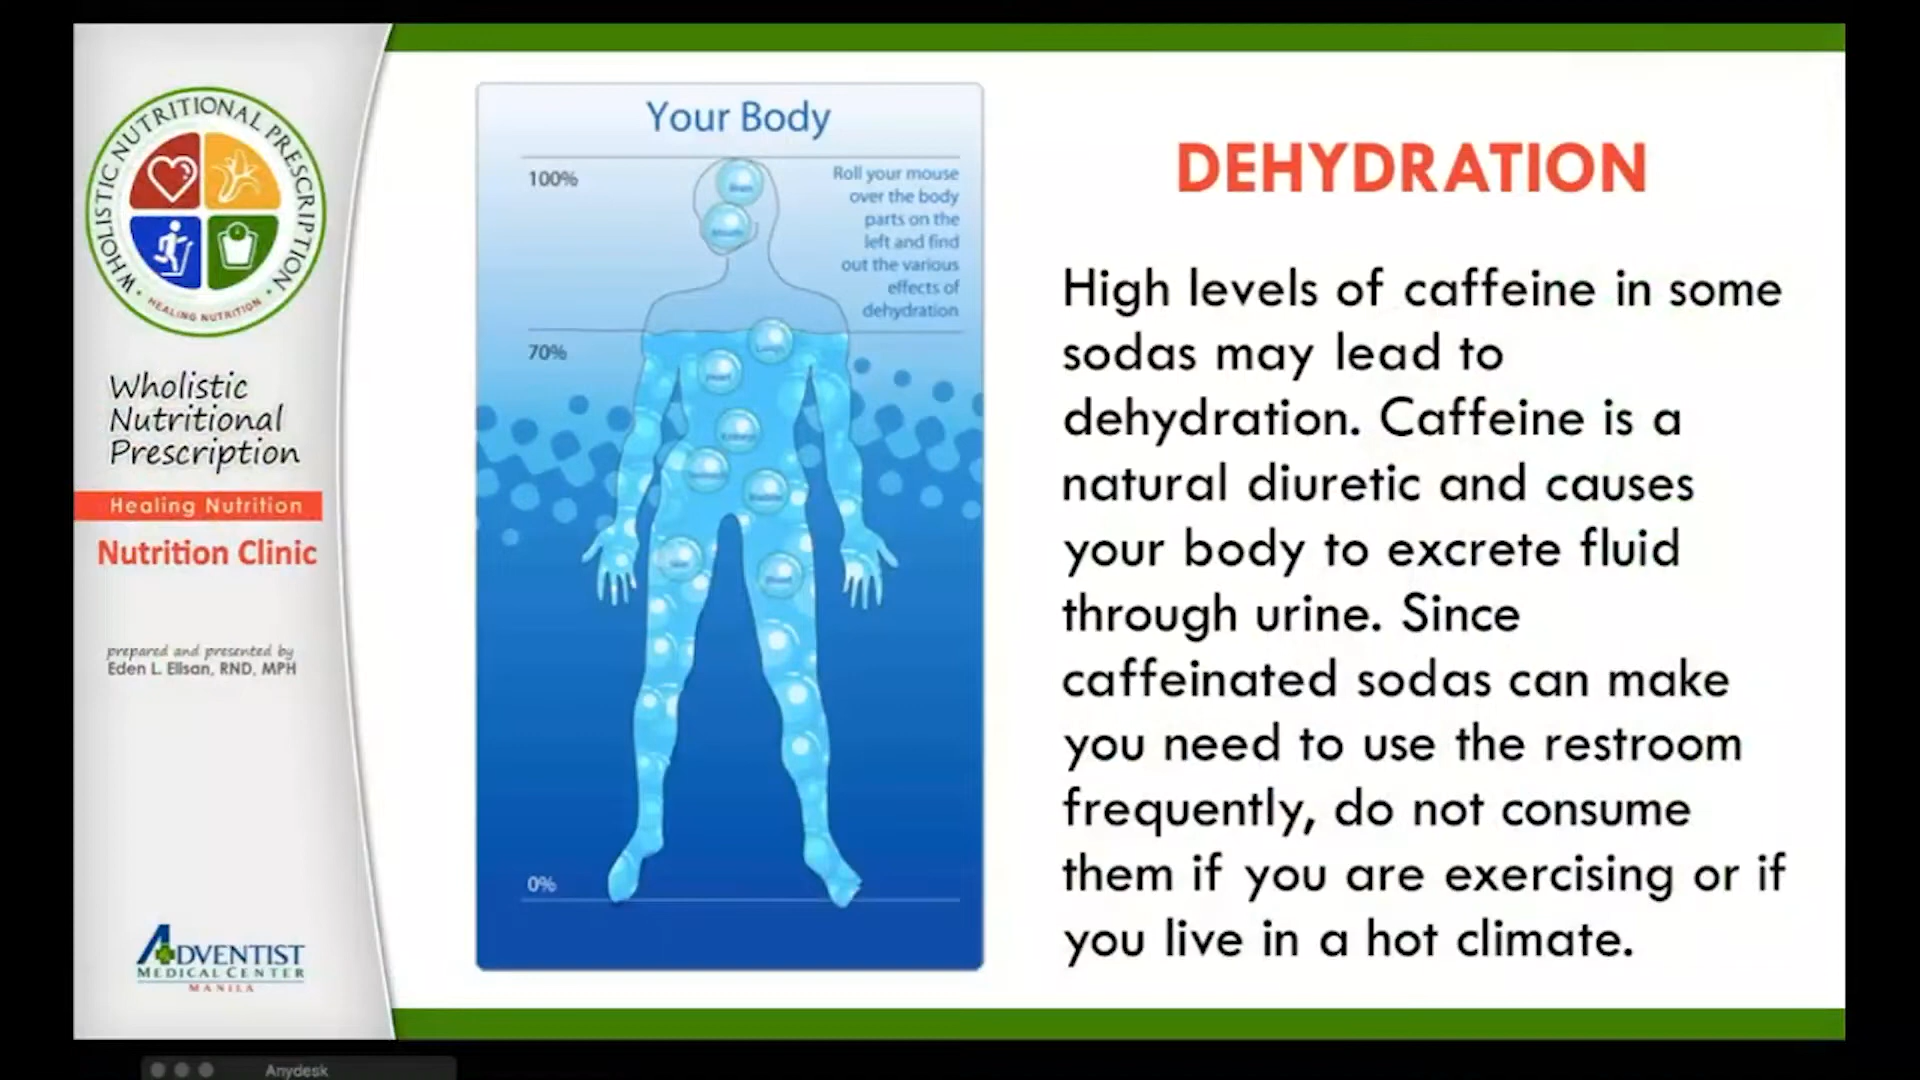 WHOLISTIC NUTRITIONAL PRESCRIPTION
• HEALING NUTRITION •
Wholistic
Nutritional
Prescription
Healing Nutrition
Nutrition Clinic
prepared and presented by
Eden L. Elisan, RND, MPH
ADVENTIST
MEDICAL CENTER
MANILA
Your Body
100%
Roll your mouse
over the body
parts on the
left and find
out the various
effects of
dehydration
Brain
Mouth
70%
Lungs
Heart
0%
DEHYDRATION
High levels of caffeine in some
sodas may lead to
dehydration. Caffeine is a
natural diuretic and causes
your body to excrete fluid
through urine. Since
caffeinated sodas can make
you need to use the restroom
frequently, do not consume
them if you are exercising or if
you live in a hot climate.
Anydesk